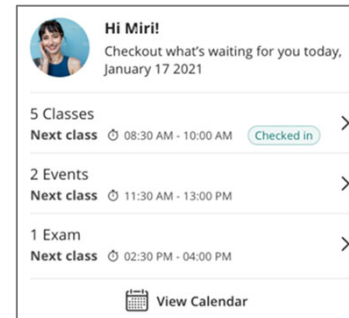 Hi Miri!
Checkout what's waiting for you today,
January 17 2021
5 Classes
Next class 08:30 AM - 10:00 AM Checked in
2 Events
Next class 11:30 AM - 13:00 PM
1 Exam
Next class 02:30 PM - 04:00 PM
View Calendar